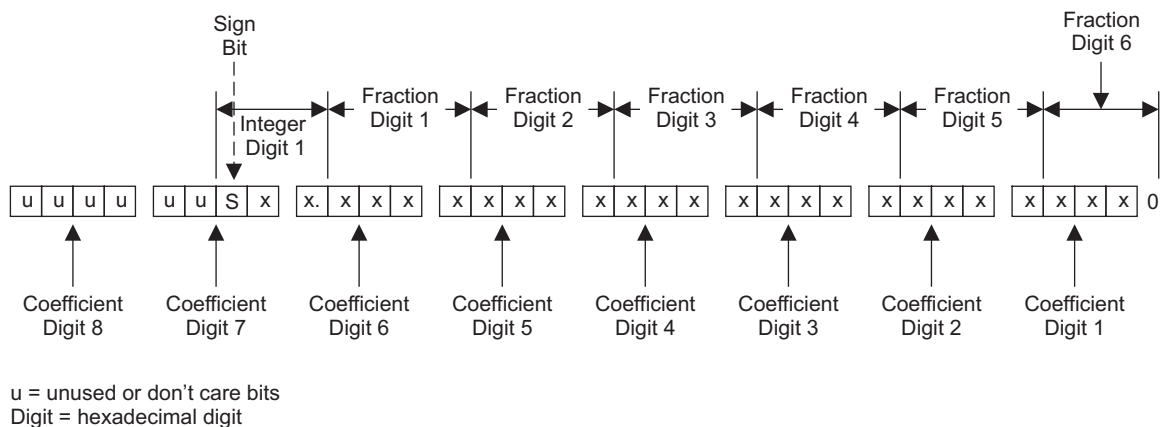 Sign
Bit
Fraction
Digit 6
Integer
Digit 1
Fraction
Digit 1
Fraction
Digit 2
Fraction
Digit 3
Fraction
Digit 4
Fraction
Digit 5
u u u u u u S x x. x x x x x x x x x x x x x x x x x x x x x x x 0
Coefficient
Digit 8
Coefficient
Digit 7
Coefficient
Digit 6
Coefficient
Digit 5
Coefficient
Digit 4
Coefficient
Digit 3
Coefficient
Digit 2
Coefficient
Digit 1
u = unused or don't care bits
Digit = hexadecimal digit